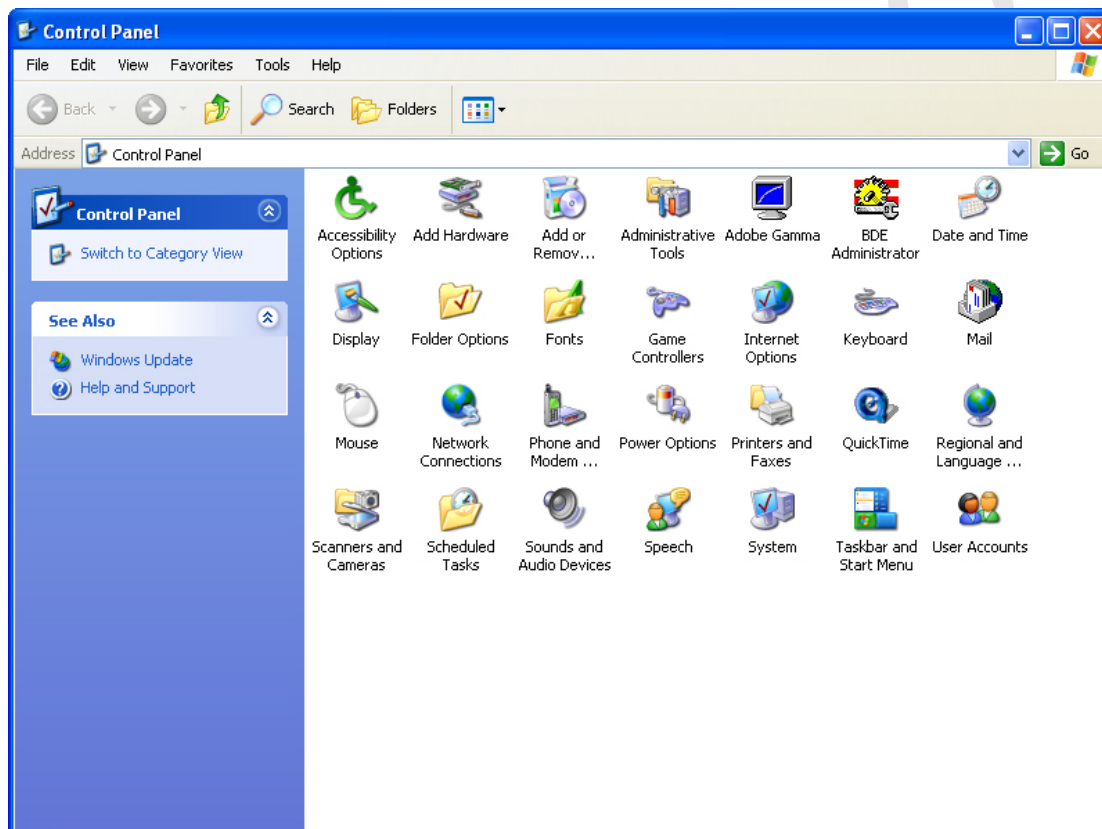 Control Panel
File Edit View Favorites Tools Help
Back Search Folders
Address Control Panel Go
Control Panel
Switch to Category View
See Also
Windows Update
Help and Support
Accessibility Options
Add Hardware
Add or Remov...
Administrative Tools
Adobe Gamma
BDE Administrator
Date and Time
Display
Folder Options
Fonts
Game Controllers
Internet Options
Keyboard
Mail
Mouse
Network Connections
Phone and Modem ...
Power Options
Printers and Faxes
QuickTime
Regional and Language ...
Scanners and Cameras
Scheduled Tasks
Sounds and Audio Devices
Speech
System
Taskbar and Start Menu
User Accounts